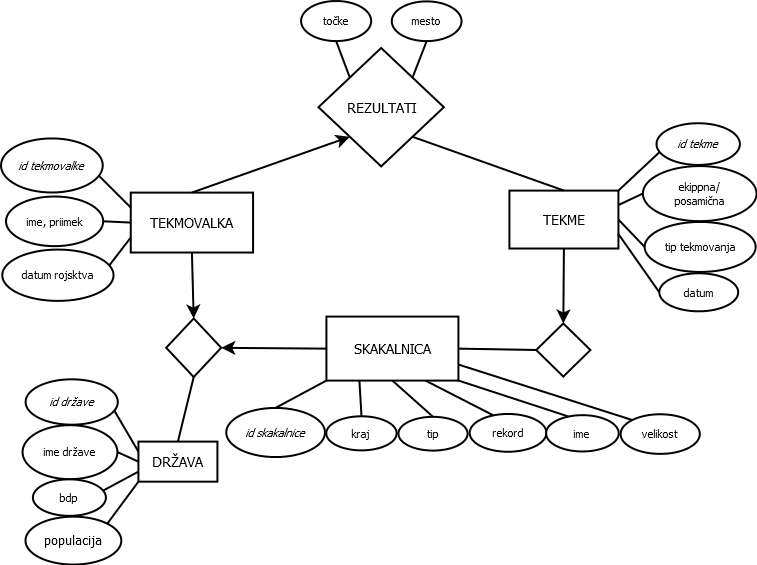 točke
mesto
REZULTATI
id tekmovalke
ime, priimek
datum rojsktva
TEKMOVALKA
TEKME
id tekme
ekippna/
posamična
tip tekmovanja
datum
SKAKALNICA
id skakalnice
kraj
tip
rekord
ime
velikost
id države
ime države
bdp
populacija
DRŽAVA